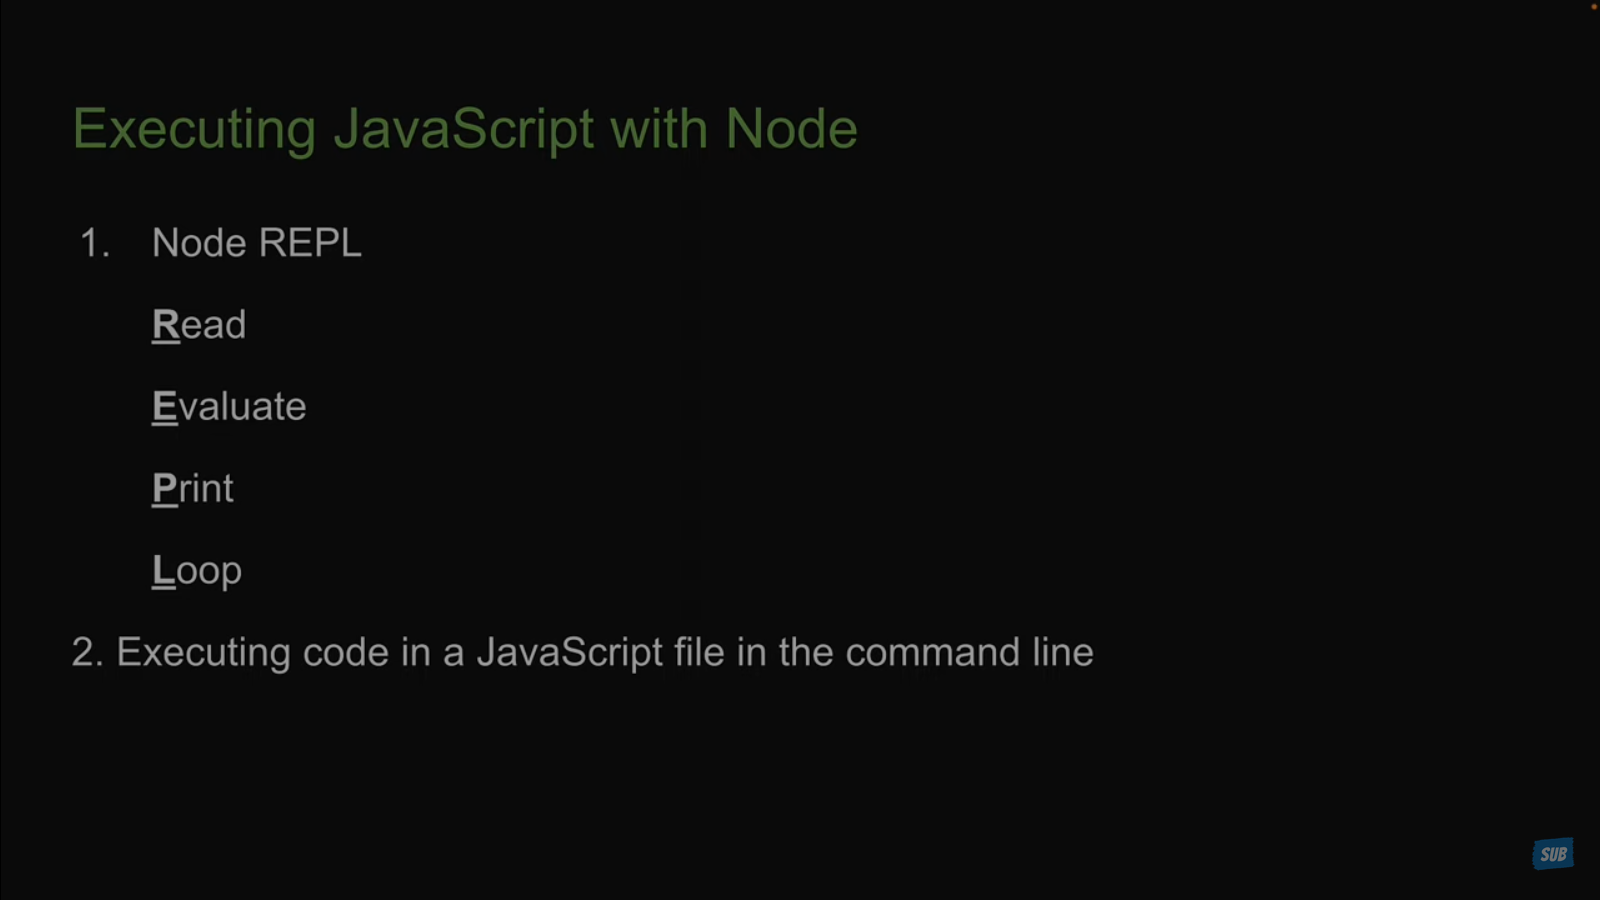 Executing JavaScript with Node
1. Node REPL
Read
Evaluate
Print
Loop
2. Executing code in a JavaScript file in the command line
SUB